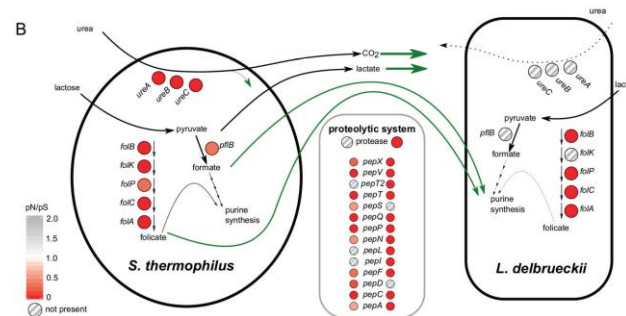 B
urea
ureA
ureB
ureC
lactose
pyruvate
pflB
formate
folB
folK
folP
folC
folA
purine
synthesis
folicate
S. thermophilus
pN/pS
2.0
1.5
1.0
0.5
0
not present
CO2
lactate
proteolytic system
protease
pepX
pepV
pepT2
pepT
pepS
pepQ
pepP
pepN
pepL
pepI
pepF
pepD
pepC
pepA
urea
ureA
ureB
ureC
pyruvate
pflB
formate
folB
folK
folP
folC
folA
purine
synthesis
folicate
L. delbrueckii